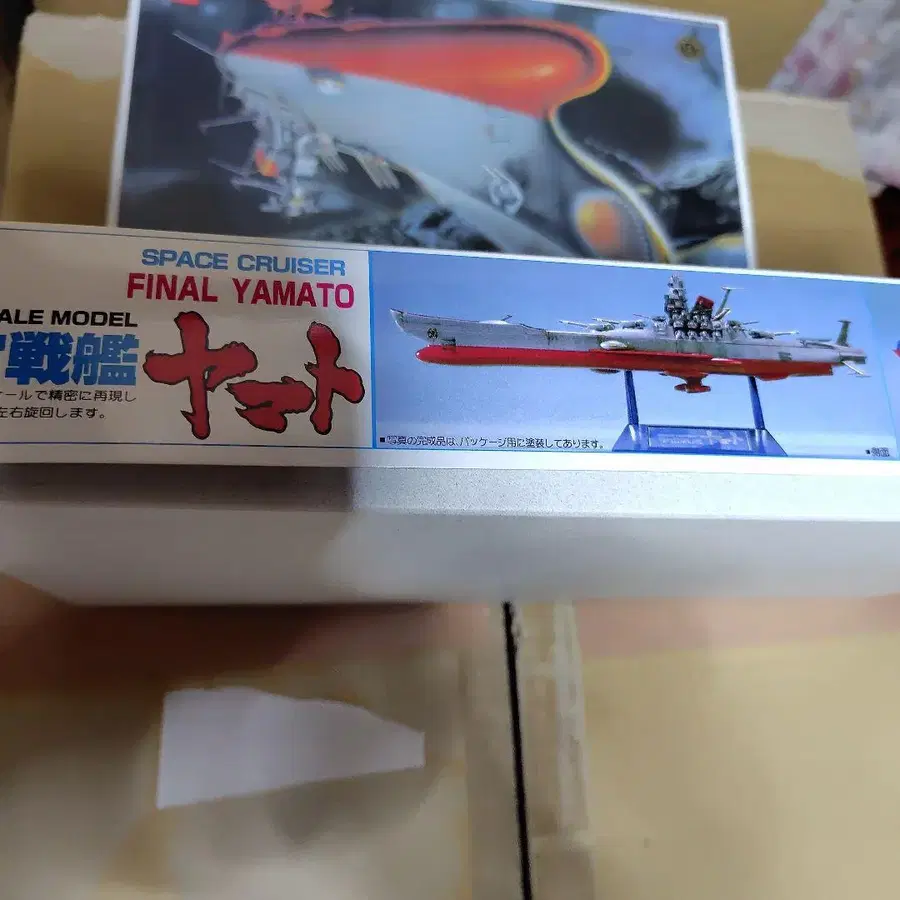 SPACE CRUISER
FINAL YAMATO
ALE MODEL
戦艦
ヤマト
ールで精密に再現し
左右旋回します。
■写真の完成品は、パッケージ用に塗装してあります。